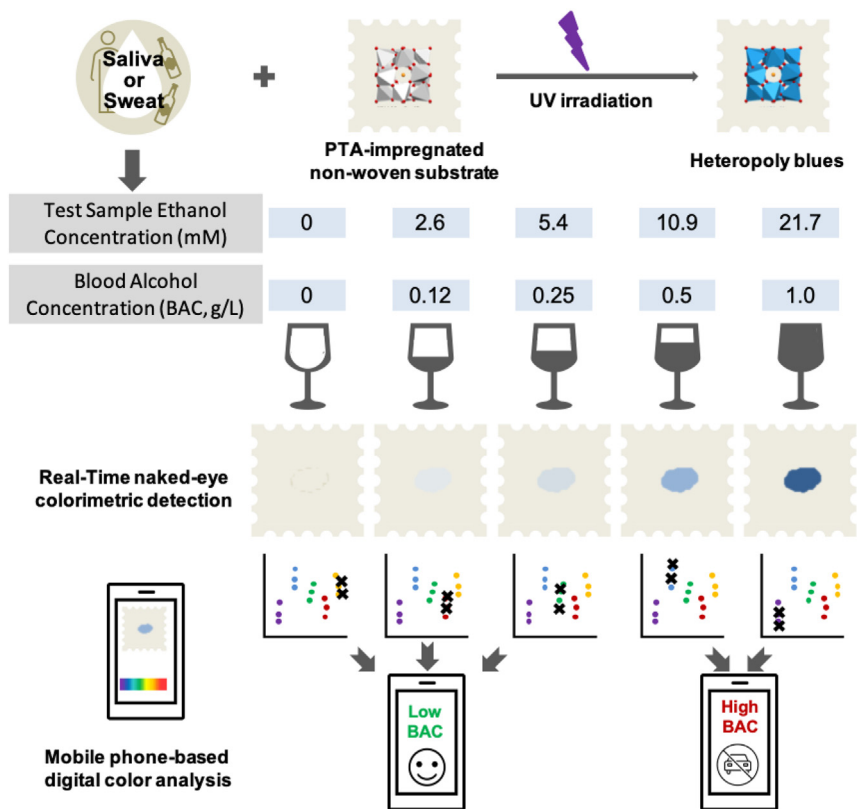 Saliva
or
Sweat
UV irradiation
PTA-impregnated
non-woven substrate
Heteropoly blues
Test Sample Ethanol
Concentration (mM)
0 2.6 5.4 10.9 21.7
Blood Alcohol
Concentration (BAC, g/L)
0 0.12 0.25 0.5 1.0
Real-Time naked-eye
colorimetric detection
Low
BAC
High
BAC
Mobile phone-based
digital color analysis